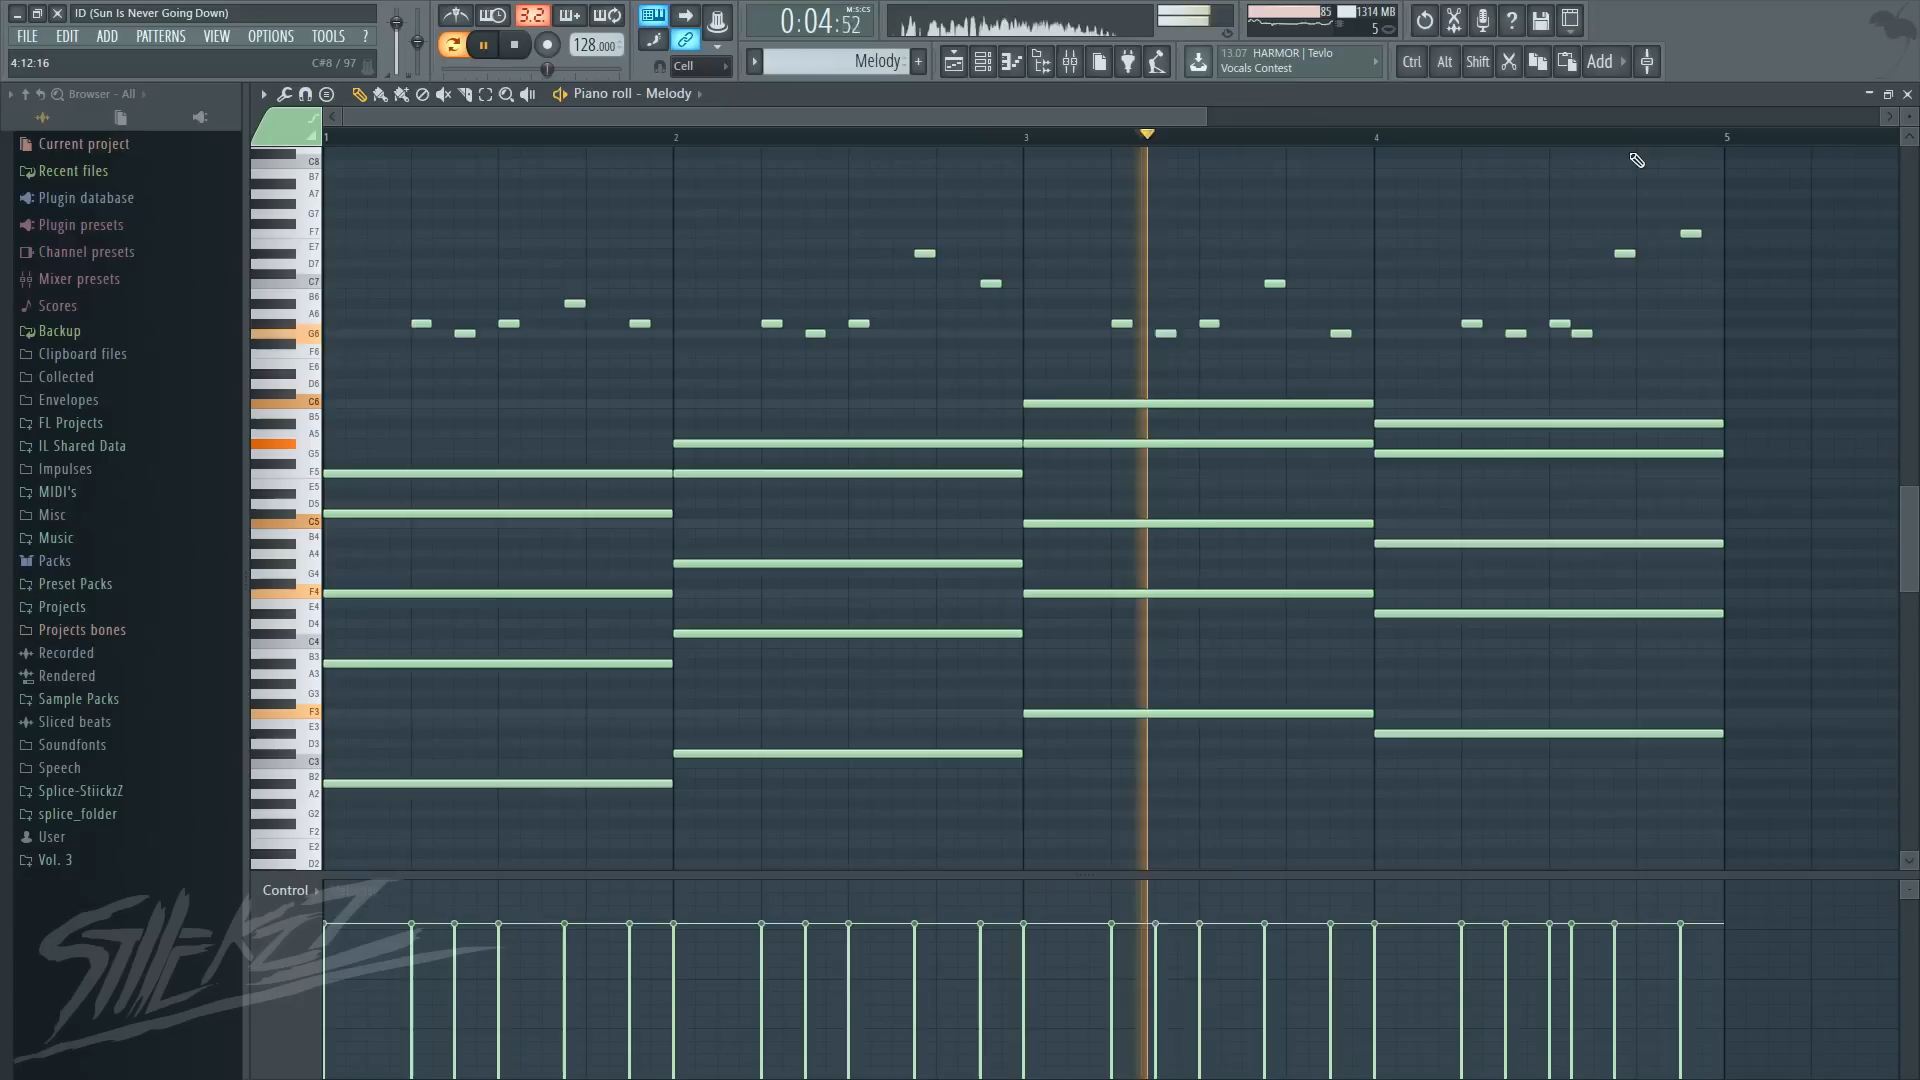 ID (Sun Is Never Going Down)
FILE EDIT ADD PATTERNS VIEW OPTIONS TOOLS ?
4:12:16 C#8 / 97
3.2
128.000
Cell
0:04:52 M:S:CS
Melody
85 1314 MB
5
13.07 HARMOR | Tevlo
Vocals Contest
Ctrl Alt Shift Add
Browser - All
Piano roll - Melody
Current project
Recent files
Plugin database
Plugin presets
Channel presets
Mixer presets
Scores
Backup
Clipboard files
Collected
Envelopes
FL Projects
IL Shared Data
Impulses
MIDI's
Misc
Music
Packs
Preset Packs
Projects
Projects bones
Recorded
Rendered
Sample Packs
Sliced beats
Soundfonts
Speech
Splice-StiickzZ
splice_folder
User
Vol. 3
1 2 3 4 5
C8
B7
A7
G7
F7
E7
D7
C7
B6
A6
G6
F6
E6
D6
C6
B5
A5
G5
F5
E5
D5
C5
B4
A4
G4
F4
E4
D4
C4
B3
A3
G3
F3
E3
D3
C3
B2
A2
G2
F2
E2
D2
Control